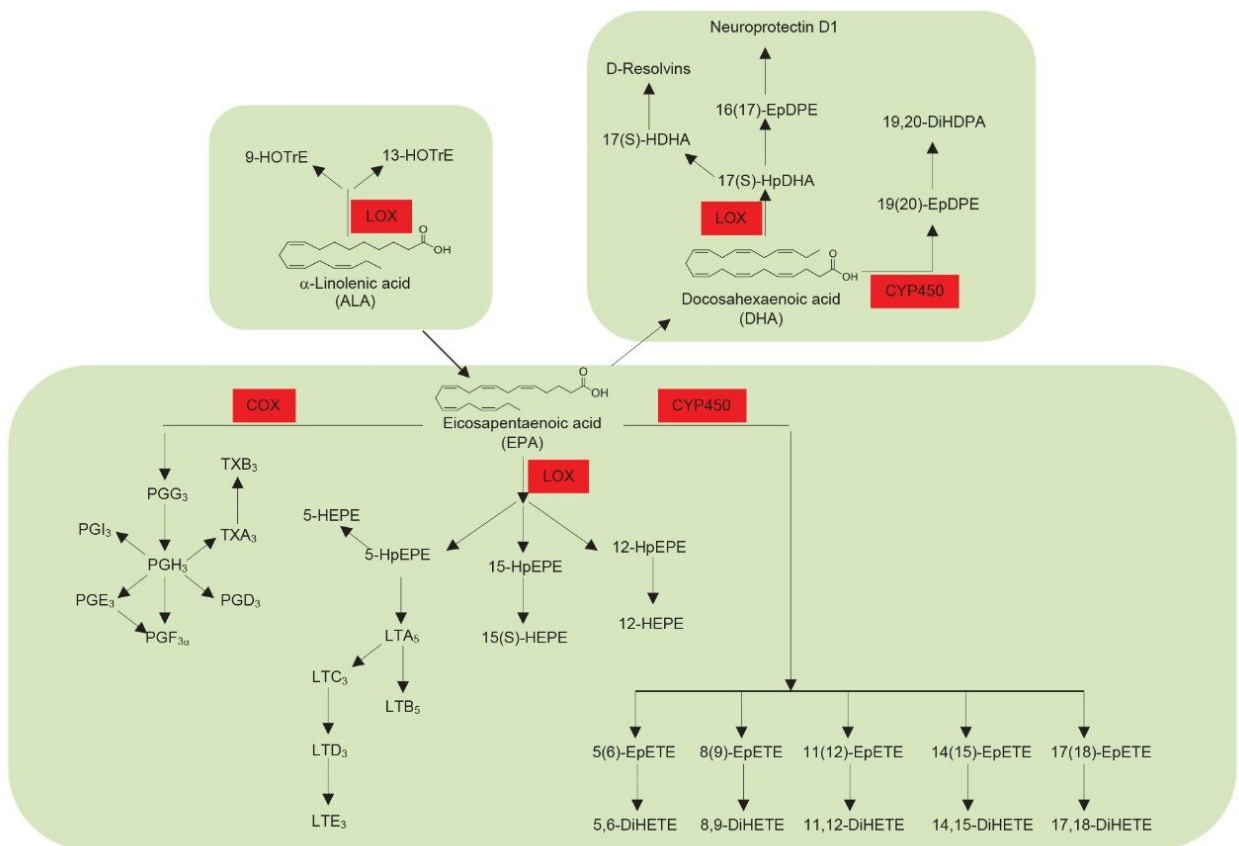 Neuroprotectin D1
D-Resolvins
16(17)-EpDPE
17(S)-HDHA
19,20-DiHDPA
17(S)-HpDHA
19(20)-EpDPE
LOX
O
OH
CYP450
Docosahexaenoic acid
(DHA)
9-HOTrE
13-HOTrE
LOX
O
OH
α-Linolenic acid
(ALA)
O
OH
Eicosapentaenoic acid
(EPA)
COX
CYP450
LOX
PGG₃
TXB₃
PGI₃
TXA₃
PGH₃
PGE₃
PGD₃
PGF₃α
5-HEPE
5-HpEPE
15-HpEPE
12-HpEPE
LTA₅
15(S)-HEPE
12-HEPE
LTC₃
LTB₅
LTD₃
LTE₃
5(6)-EpETE
8(9)-EpETE
11(12)-EpETE
14(15)-EpETE
17(18)-EpETE
5,6-DiHETE
8,9-DiHETE
11,12-DiHETE
14,15-DiHETE
17,18-DiHETE